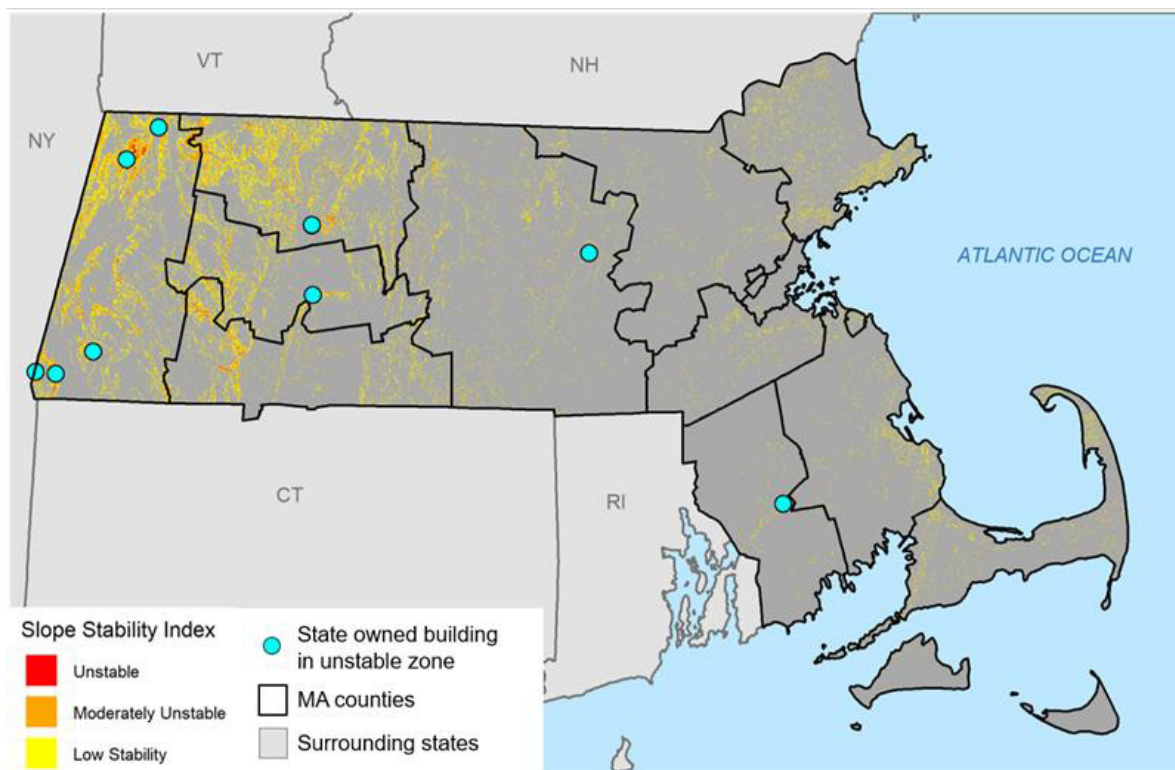 VT
NH
NY
ATLANTIC OCEAN
CT
RI
Slope Stability Index
Unstable
Moderately Unstable
Low Stability
State owned building
in unstable zone
MA counties
Surrounding states